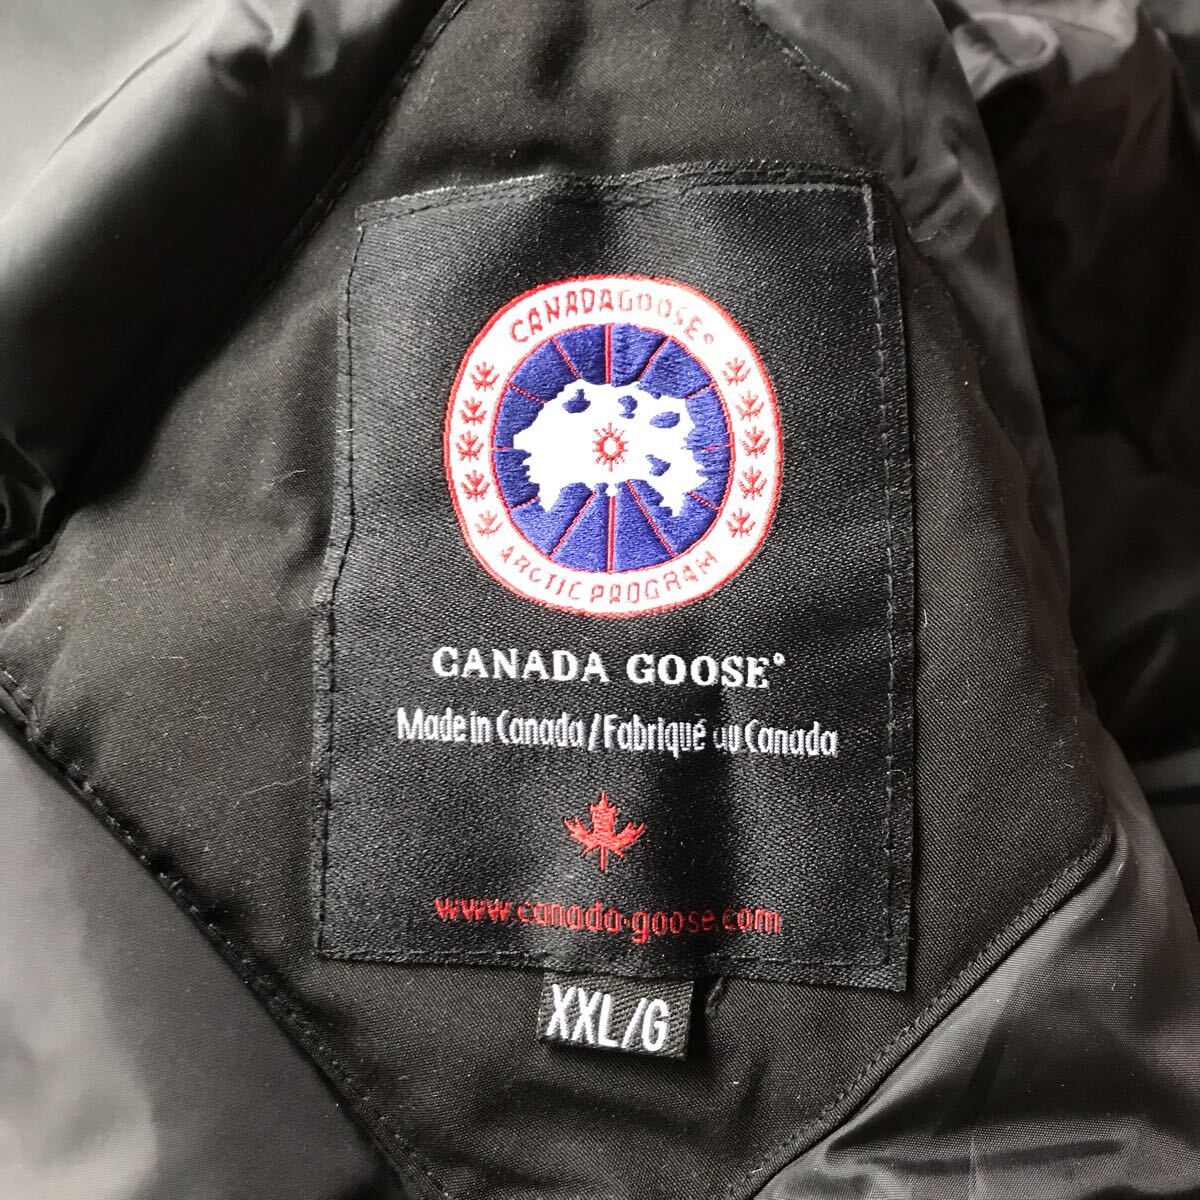 CANADA GOOSE®
ARCTIC PROGRAM
CANADA GOOSE®
Made in Canada / Fabriqué au Canada
www.canada-goose.com
XXL/G